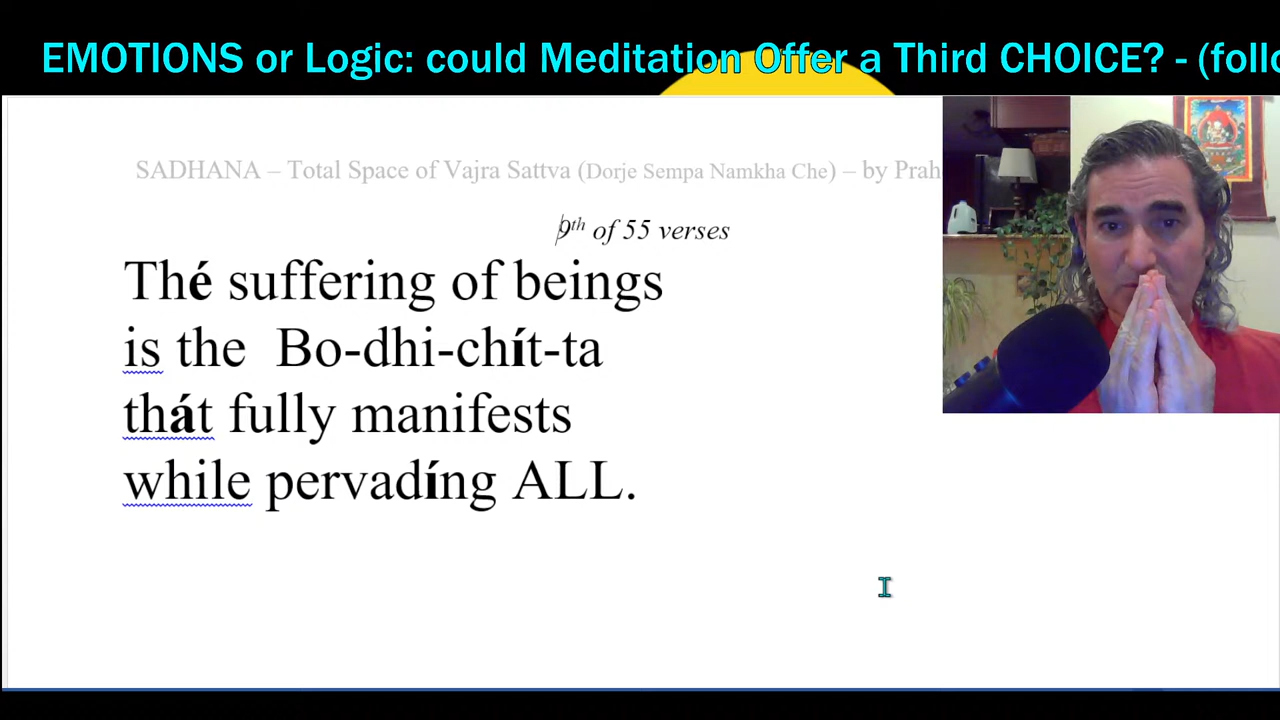 EMOTIONS or Logic: could Meditation Offer a Third CHOICE? - (follo
SADHANA – Total Space of Vajra Sattva (Dorje Sempa Namkha Che) – by Prah
9th of 55 verses
Thé suffering of beings
is the Bo-dhi-chít-ta
thát fully manifests
while pervadíng ALL.